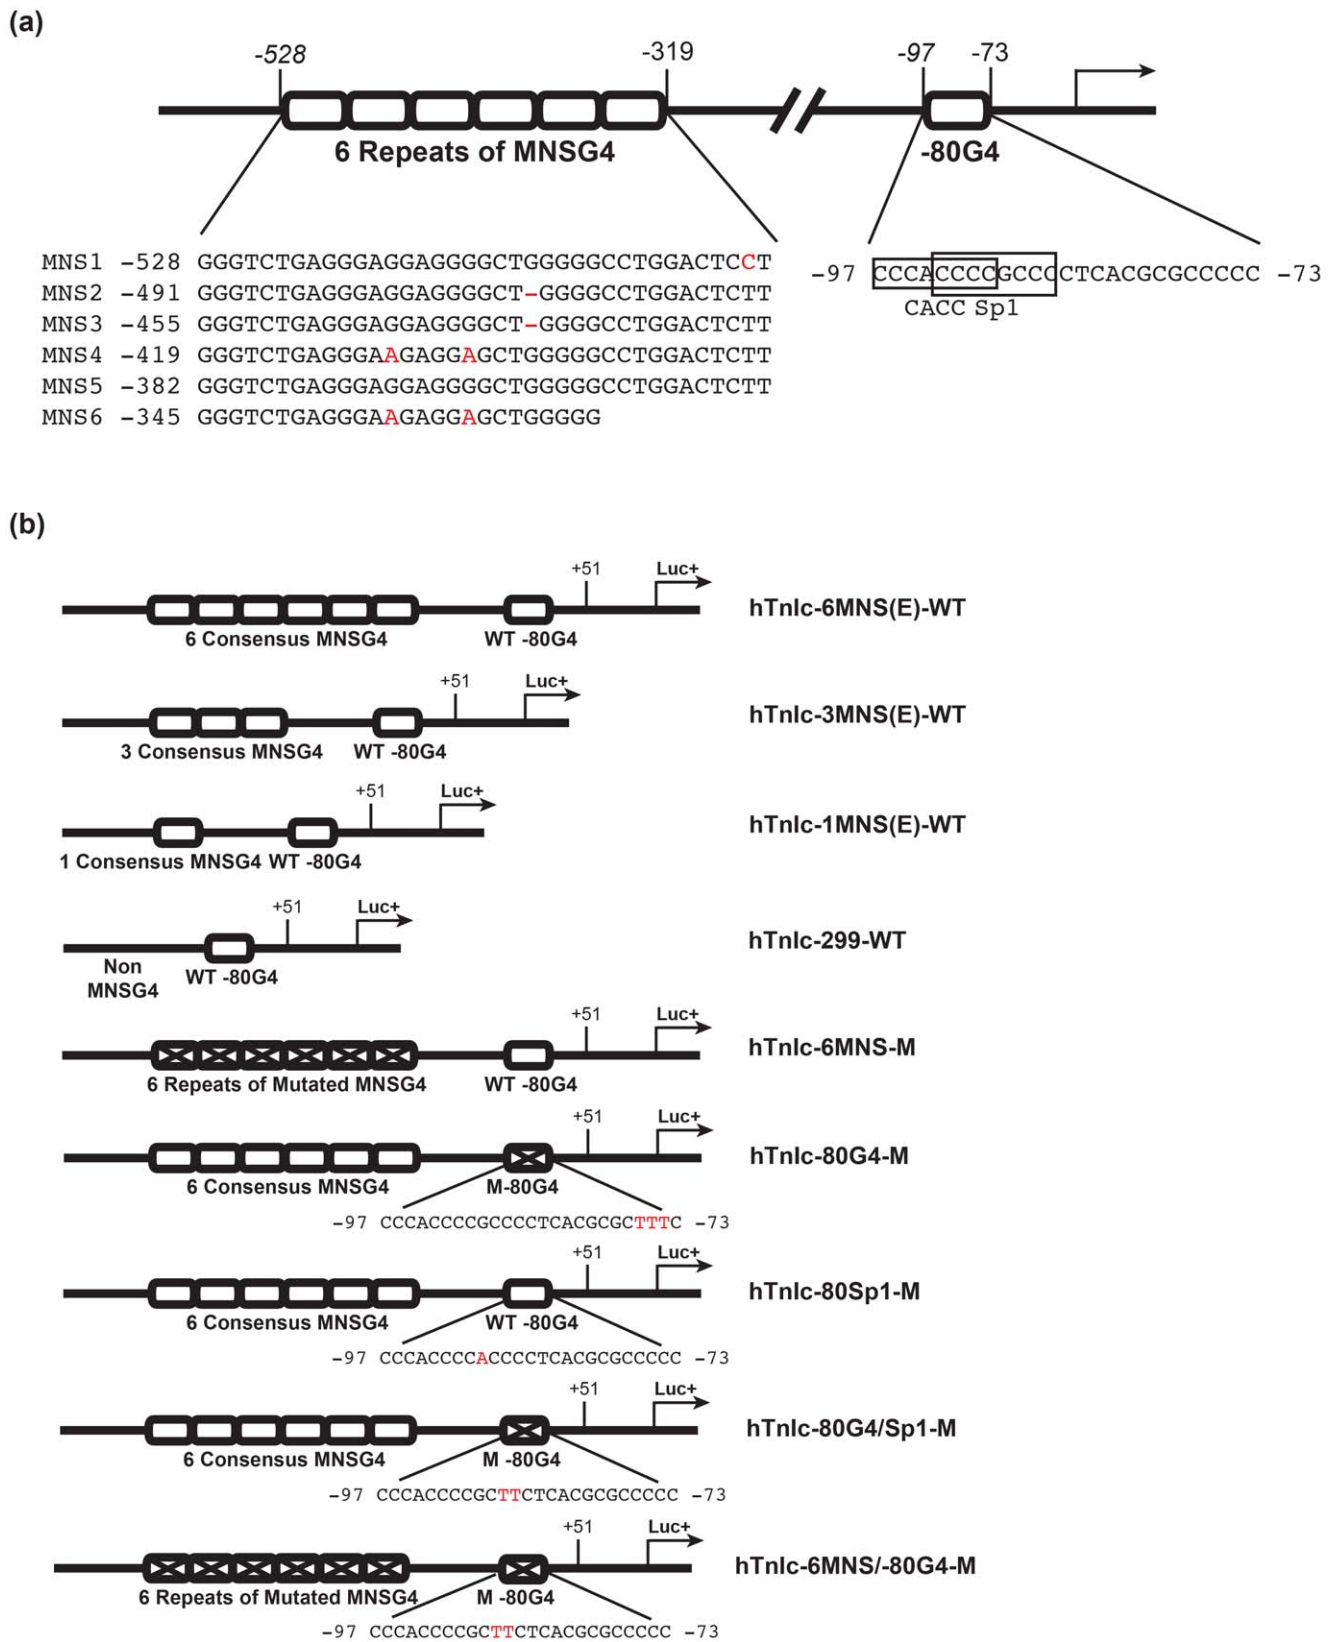 (a)
-528 -319 -97 -73
6 Repeats of MNSG4 -80G4
MNS1 -528 GGGTCTGAGGGAGGAGGGGCTGGGGGCCTGGACTCCT
MNS2 -491 GGGTCTGAGGGAGGAGGGGCT-GGGGCCTGGACTCTT
MNS3 -455 GGGTCTGAGGGAGGAGGGGCT-GGGGCCTGGACTCTT
MNS4 -419 GGGTCTGAGGGAAGAGGAGCTGGGGGCCTGGACTCTT
MNS5 -382 GGGTCTGAGGGAGGAGGGGCTGGGGGCCTGGACTCTT
MNS6 -345 GGGTCTGAGGGAAGAGGAGCTGGGGG
-97 CCCACCCCGCCCCTCACGCGCCCCC -73
CACC Sp1
(b)
+51 Luc+
hTnIc-6MNS(E)-WT
6 Consensus MNSG4 WT -80G4
+51 Luc+
hTnIc-3MNS(E)-WT
3 Consensus MNSG4 WT -80G4
+51 Luc+
hTnIc-1MNS(E)-WT
1 Consensus MNSG4 WT -80G4
+51 Luc+
hTnIc-299-WT
Non
MNSG4 WT -80G4
+51 Luc+
hTnIc-6MNS-M
6 Repeats of Mutated MNSG4 WT -80G4
+51 Luc+
hTnIc-80G4-M
6 Consensus MNSG4 M-80G4
-97 CCCACCCCGCCCCTCACGCGCTTTC -73
+51 Luc+
hTnIc-80Sp1-M
6 Consensus MNSG4 WT -80G4
-97 CCCACCCCACCCCTCACGCGCCCCC -73
+51 Luc+
hTnIc-80G4/Sp1-M
6 Consensus MNSG4 M -80G4
-97 CCCACCCCGCTTCTCACGCGCCCCC -73
+51 Luc+
hTnIc-6MNS/-80G4-M
6 Repeats of Mutated MNSG4 M -80G4
-97 CCCACCCCGCTTCTCACGCGCCCCC -73